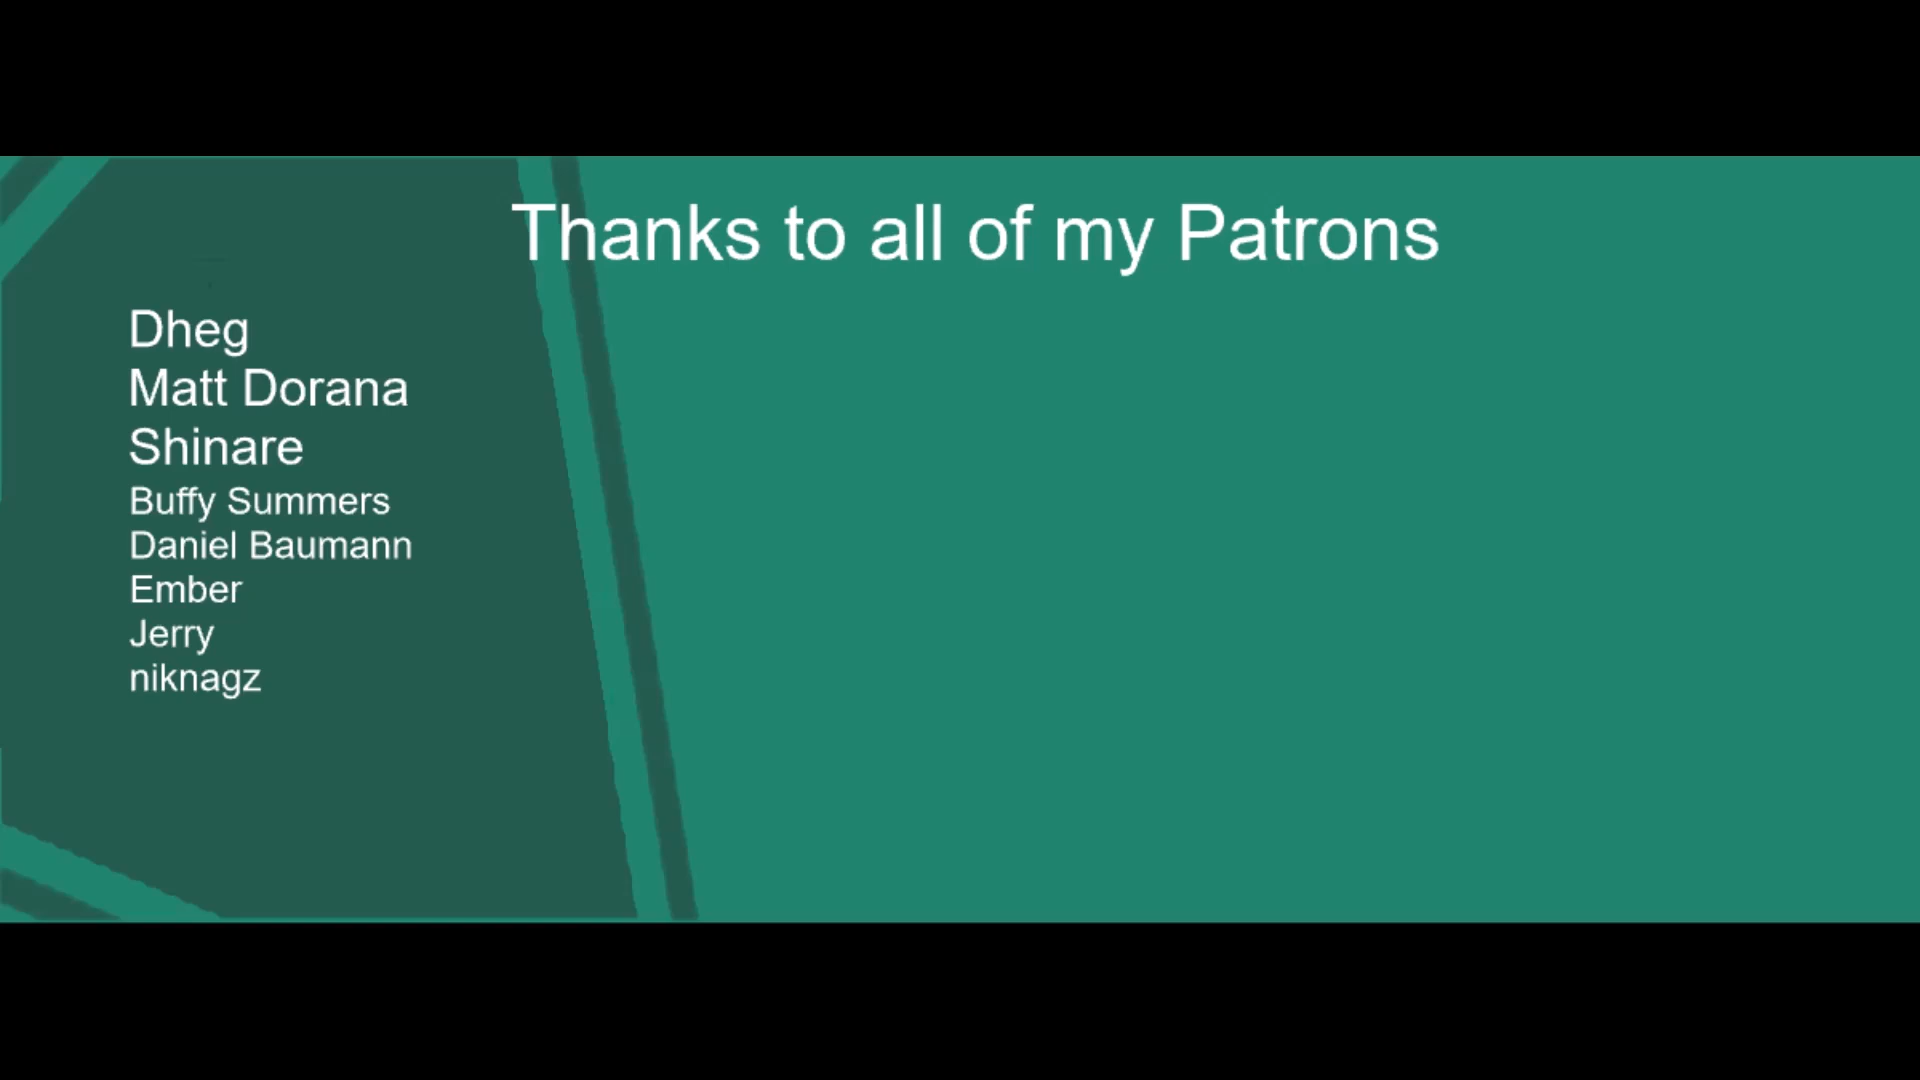 Thanks to all of my Patrons
Dheg
Matt Dorana
Shinare
Buffy Summers
Daniel Baumann
Ember
Jerry
niknagz